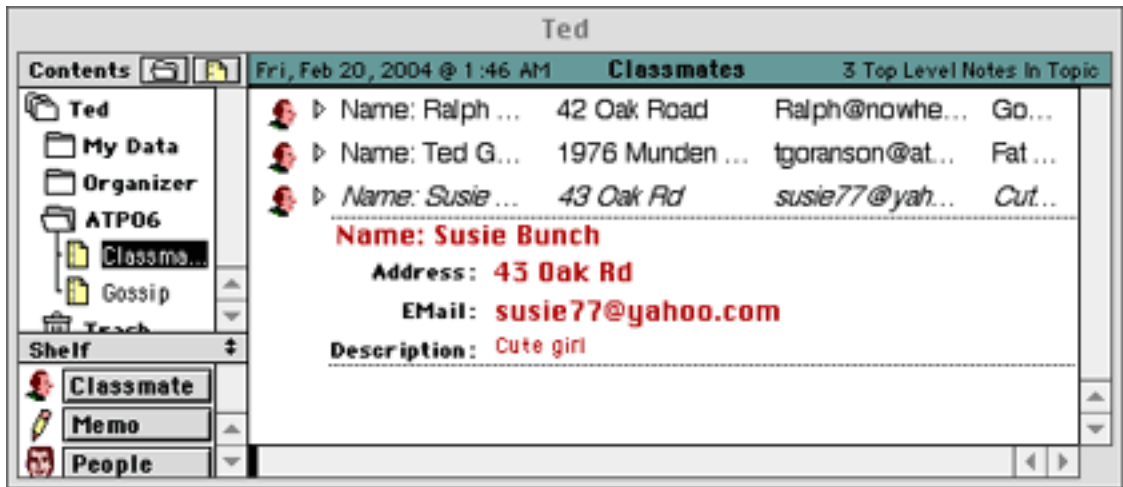 Ted
Contents
Fri, Feb 20, 2004 @ 1:46 AM Classmates 3 Top Level Notes In Topic
Ted
My Data
Organizer
ATPO6
Classma...
Gossip
Trash
Shelf
Classmate
Memo
People
Name: Ralph ... 42 Oak Road Ralph@nowhe... Go...
Name: Ted G... 1976 Munden ... tgoranson@at... Fat ...
Name: Susie ... 43 Oak Rd susie77@yah... Cut...
Name: Susie Bunch
Address: 43 Oak Rd
EMail: susie77@yahoo.com
Description: Cute girl